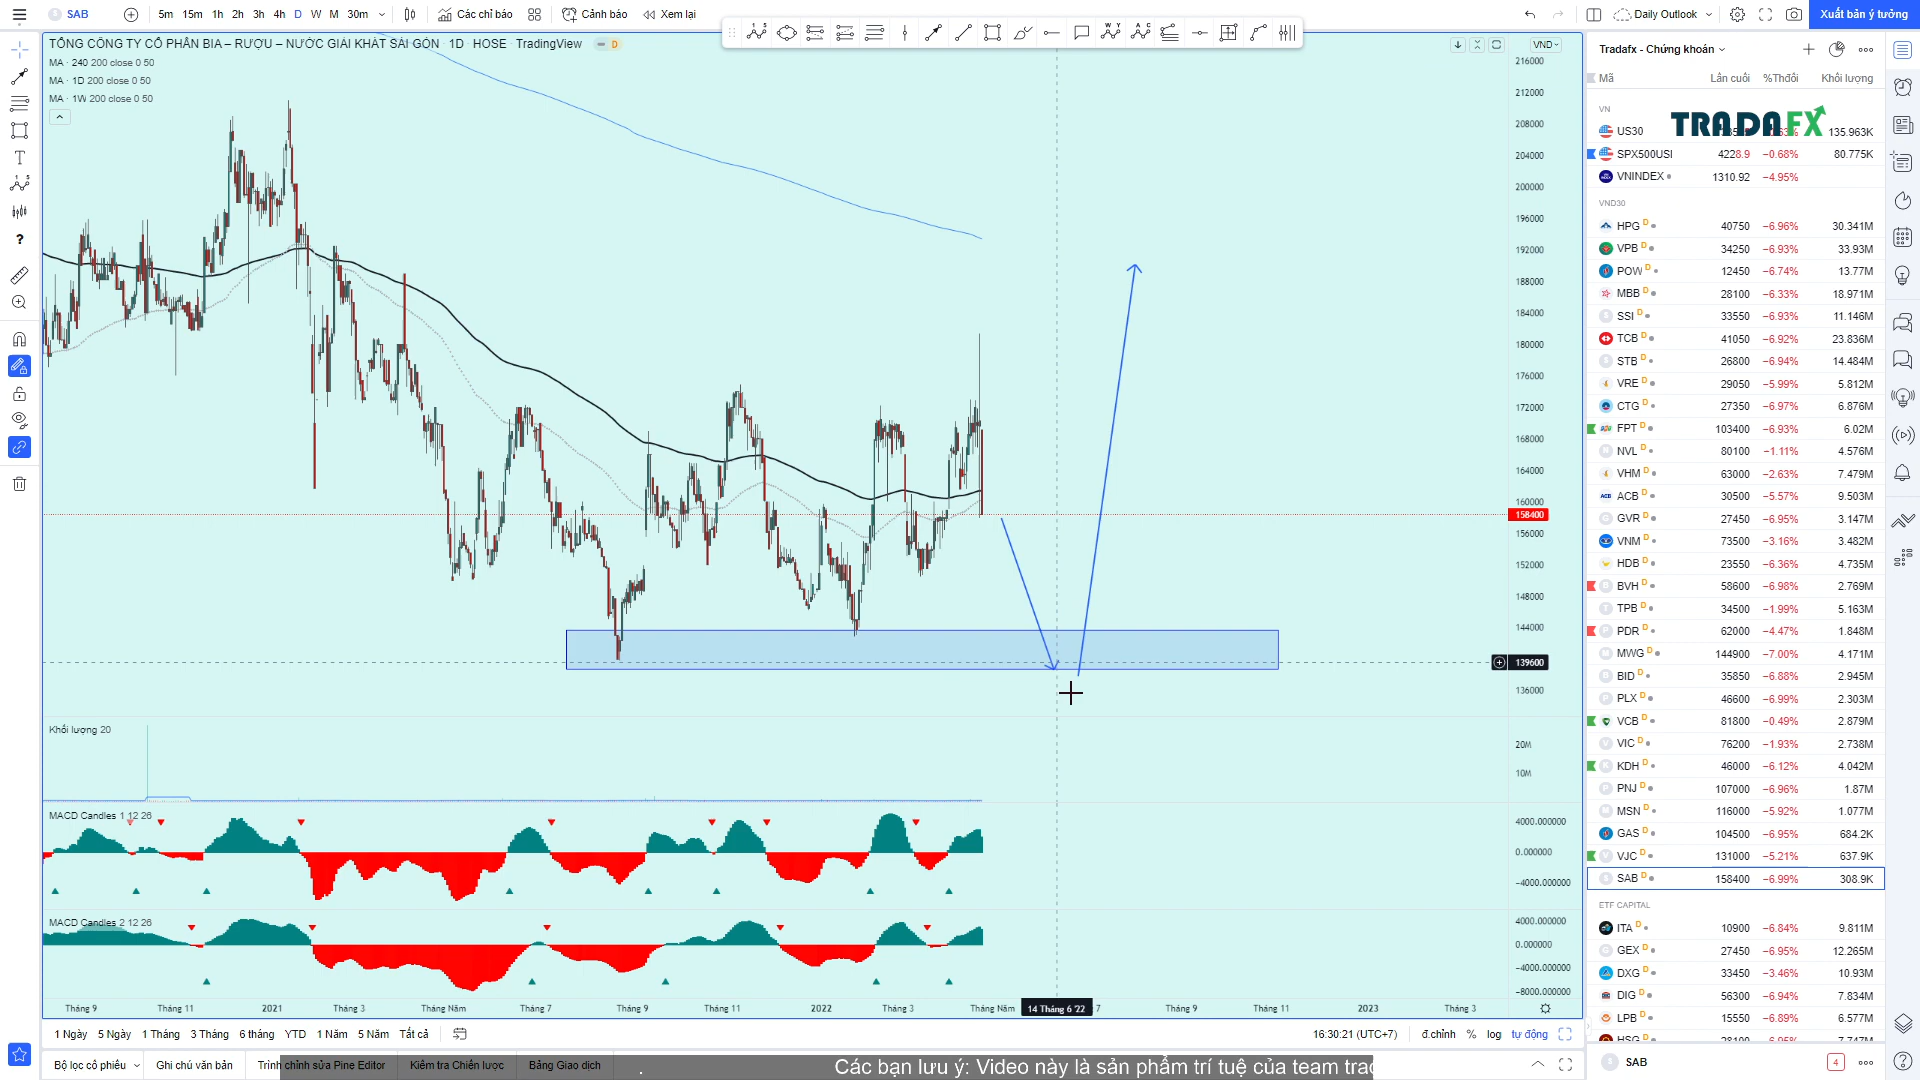 SAB
5m 15m 1h 2h 3h 4h D W M 30m
Các chỉ báo
Cảnh báo
Xem lại
Daily Outlook
Xuất bản ý tưởng
TỔNG CÔNG TY CỔ PHẦN BIA – RƯỢU – NƯỚC GIẢI KHÁT SÀI GÒN · 1D · HOSE · TradingView
D
MA · 240 200 close 0 50
MA · 1D 200 close 0 50
MA · 1W 200 close 0 50
VND
216000
212000
208000
204000
200000
196000
192000
188000
184000
180000
176000
172000
168000
164000
160000
158400
156000
152000
148000
144000
139600
136000
Khối lượng 20
20M
10M
MACD Candles 1 12 26
4000.000000
0.000000
−4000.000000
MACD Candles 2 12 26
4000.000000
0.000000
−4000.000000
−8000.000000
Tháng 9 Tháng 11 2021 Tháng 3 Tháng Năm Tháng 7 Tháng 9 Tháng 11 2022 Tháng 3 Tháng Năm 14 Tháng 6 '22 7 Tháng 9 Tháng 11 2023 Tháng 3
1 Ngày 5 Ngày 1 Tháng 3 Tháng 6 tháng YTD 1 Năm 5 Năm Tất cả
16:30:21 (UTC+7) đ.chỉnh % log tự động
Bộ lọc cổ phiếu Ghi chú văn bản Trình chỉnh sửa Pine Editor Kiểm tra Chiến lược Bảng Giao dịch
Các bạn lưu ý: Video này là sản phẩm trí tuệ của team trad
Tradafx - Chứng khoán
Mã Lần cuối %Thđổi Khối lượng
VN
TRADAFX
US30 135.963K
SPX500USI 4228.9 −0.68% 80.775K
VNINDEX 1310.92 −4.95%
VND30
HPG D 40750 −6.96% 30.341M
VPB D 34250 −6.93% 33.93M
POW D 12450 −6.74% 13.77M
MBB D 28100 −6.33% 18.971M
SSI D 33550 −6.93% 11.146M
TCB D 41050 −6.92% 23.836M
STB D 26800 −6.94% 14.484M
VRE D 29050 −5.99% 5.812M
CTG D 27350 −6.97% 6.876M
FPT D 103400 −6.93% 6.02M
NVL D 80100 −1.11% 4.576M
VHM D 63000 −2.63% 7.479M
ACB D 30500 −5.57% 9.503M
GVR D 27450 −6.95% 3.147M
VNM D 73500 −3.16% 3.482M
HDB D 23550 −6.36% 4.735M
BVH D 58600 −6.98% 2.769M
TPB D 34500 −1.99% 5.163M
PDR D 62000 −4.47% 1.848M
MWG D 144900 −7.00% 4.171M
BID D 35850 −6.88% 2.945M
PLX D 46600 −6.99% 2.303M
VCB D 81800 −0.49% 2.879M
VIC D 76200 −1.93% 2.738M
KDH D 46000 −6.12% 4.042M
PNJ D 107000 −6.96% 1.87M
MSN D 116000 −5.92% 1.077M
GAS D 104500 −6.95% 684.2K
VJC D 131000 −5.21% 637.9K
SAB D 158400 −6.99% 308.9K
ETF CAPITAL
ITA D 10900 −6.84% 9.811M
GEX D 27450 −6.95% 12.265M
DXG D 33450 −3.46% 10.93M
DIG D 56300 −6.94% 7.834M
LPB D 15550 −6.89% 6.577M
HSG D 28100 −6.95% 7.747M
SAB
4